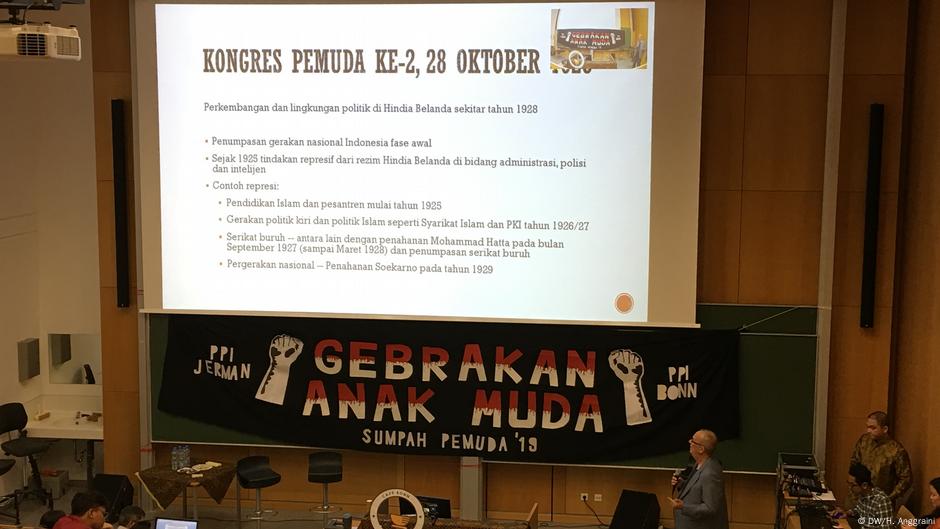 KONGRES PEMUDA KE-2, 28 OKTOBER
GEBRAKAN
ANAK MUDA
Perkembangan dan lingkungan politik di Hindia Belanda sekitar tahun 1928
Penumpasan gerakan nasional Indonesia fase awal
Sejak 1925 tindakan represif dari rezim Hindia Belanda di bidang administrasi, polisi
dan intelijen
Contoh represi:
Pendidikan Islam dan pesantren mulai tahun 1925
Gerakan politik kiri dan politik Islam seperti Syarikat Islam dan PKI tahun 1926/27
Serikat buruh – antara lain dengan penahanan Mohammad Hatta pada bulan
September 1927 (sampai Maret 1928) dan penumpasan serikat buruh
Pergerakan nasional – Penahanan Soekarno pada tahun 1929
PPI
JERMAN
GEBRAKAN
ANAK MUDA
SUMPAH PEMUDA '19
PPI
BONN
© DW/H. Anggraini